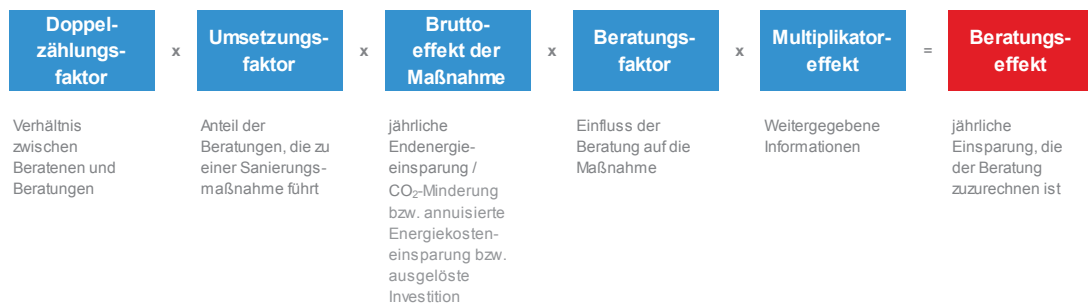 Doppel-
zählungs-
faktor
x
Umsetzungs-
faktor
x
Brutto-
effekt der
Maßnahme
x
Beratungs-
faktor
x
Multiplikator-
effekt
=
Beratungs-
effekt
Verhältnis
zwischen
Beratenen und
Beratungen
Anteil der
Beratungen, die zu
einer Sanierungs-
maßnahme führt
jährliche
Endenergie-
einsparung /
CO₂-Minderung
bzw. annuisierte
Energiekosten-
einsparung bzw.
ausgelöste
Investition
Einfluss der
Beratung auf die
Maßnahme
Weitergegebene
Informationen
jährliche
Einsparung, die
der Beratung
zuzurechnen ist